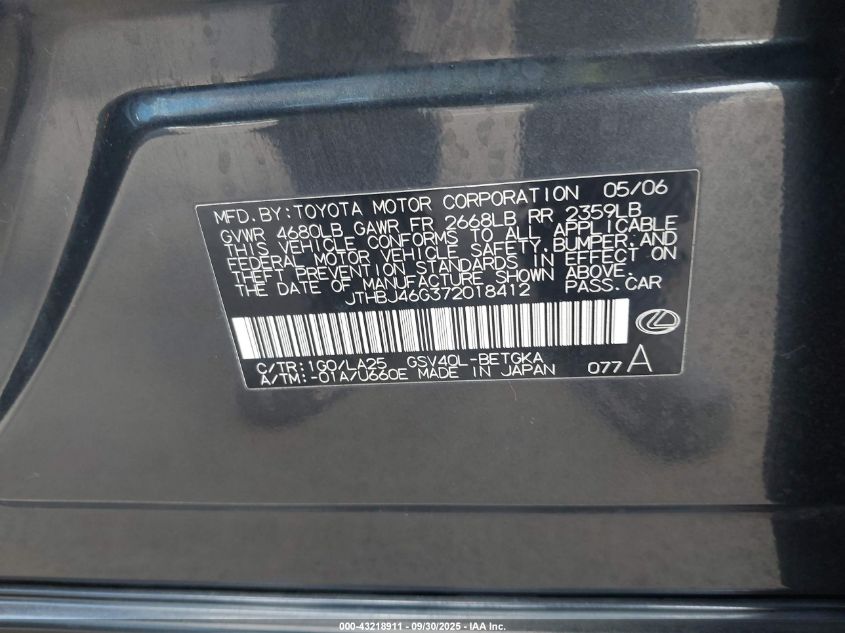 MFD.BY:TOYOTA MOTOR CORPORATION 05/06
GVWR 4680LB GAWR FR 2668LB RR 2359LB
THIS VEHICLE CONFORMS TO ALL APPLICABLE
FEDERAL MOTOR VEHICLE SAFETY,BUMPER,AND
THEFT PREVENTION STANDARDS IN EFFECT ON
THE DATE OF MANUFACTURE SHOWN ABOVE.
JTHBJ46G372018412 PASS.CAR
C/TR:1G0/LA25 GSV40L-BETGKA
A/TM:-01A/U660E MADE IN JAPAN 077 A
000-43218911 - 09/30/2025 - IAA Inc.